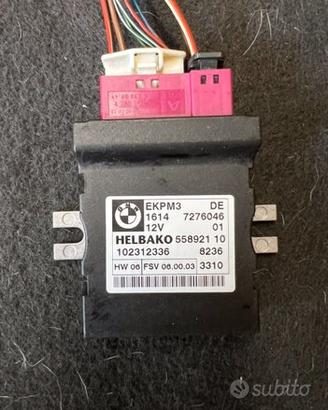 BMW
EKPM3 DE
1614 7276046
12V 01
HELBAKO 558921 10
102312336 8236
HW 06 FSV 06.00.03 3310
subito